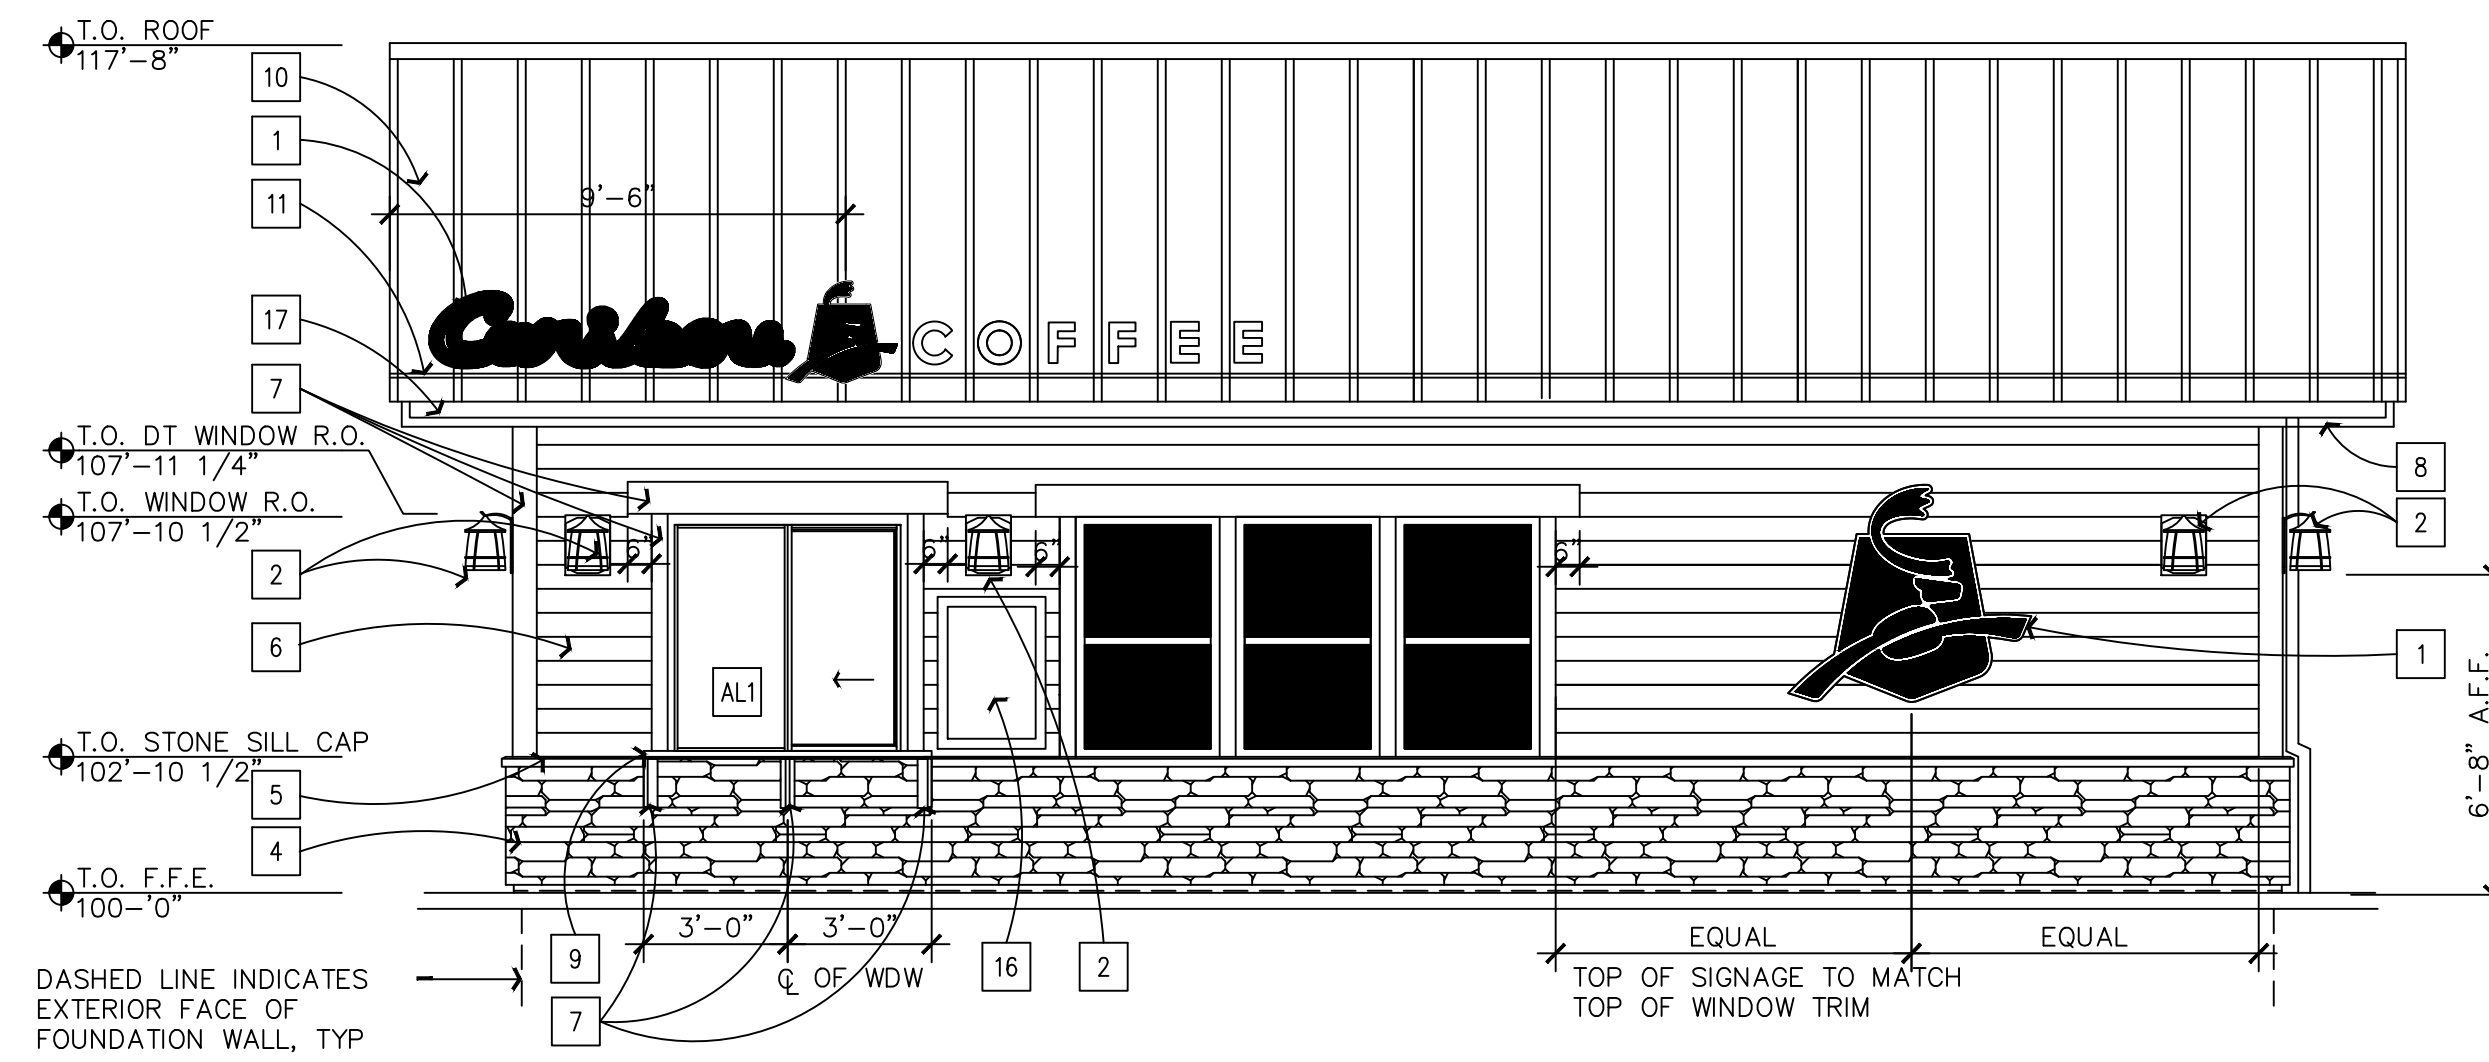 T.O. ROOF
117'-8"
10
1
11
9'-6"
17
Caribou COFFEE
7
T.O. DT WINDOW R.O.
107'-11 1/4"
8
T.O. WINDOW R.O.
107'-10 1/2"
2
2
6"
6"
6"
6"
6
1
AL1
6'-8" A.F.F.
T.O. STONE SILL CAP
102'-10 1/2"
5
4
T.O. F.F.E.
100-'0"
3'-0"
3'-0"
EQUAL
EQUAL
9
16
2
DASHED LINE INDICATES
EXTERIOR FACE OF
FOUNDATION WALL, TYP
℄ OF WDW
TOP OF SIGNAGE TO MATCH
TOP OF WINDOW TRIM
7